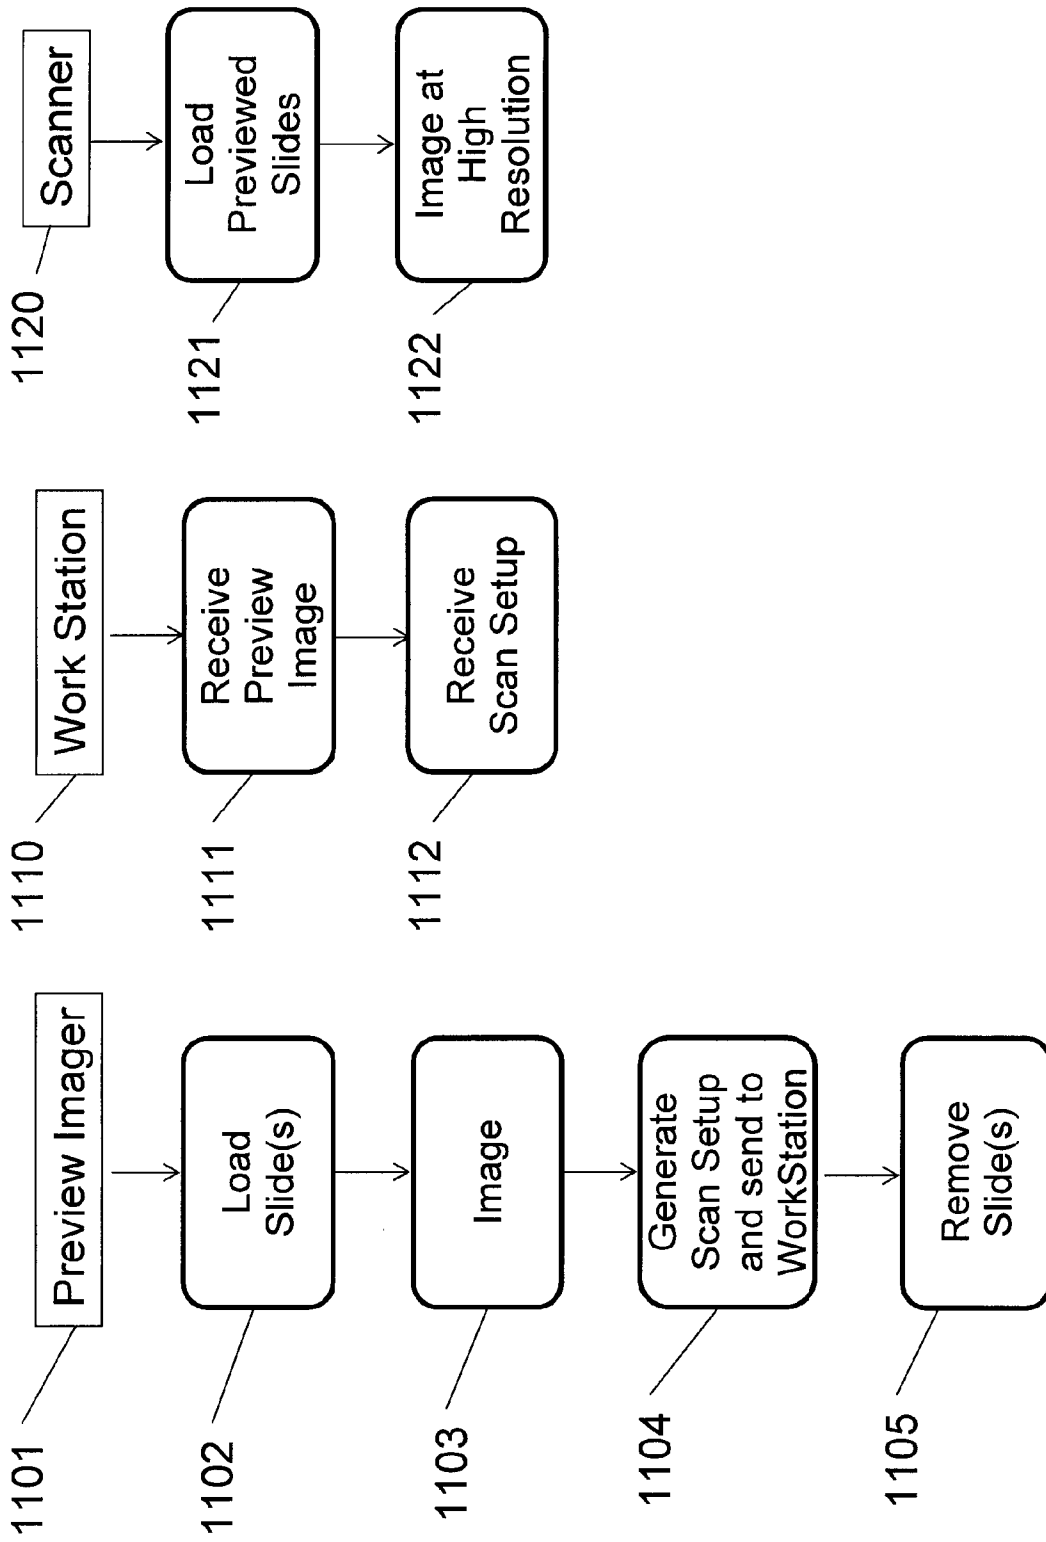 1101
Preview Imager
1102
Load
Slide(s)
1103
Image
1104
Generate
Scan Setup
and send to
WorkStation
1105
Remove
Slide(s)
1110
Work Station
1111
Receive
Preview
Image
1112
Receive
Scan Setup
1120
Scanner
1121
Load
Previewed
Slides
1122
Image at
High
Resolution